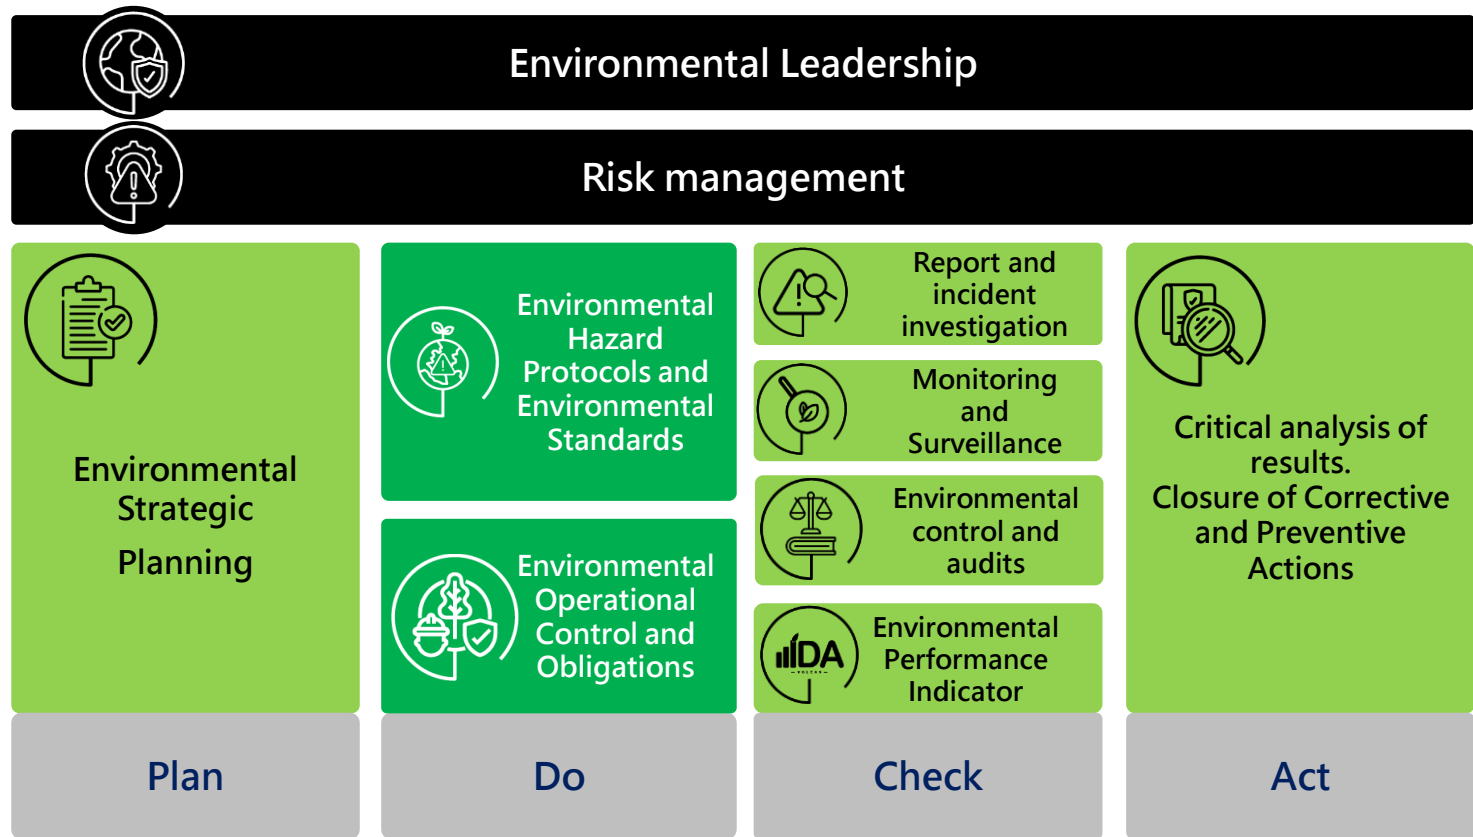 Environmental Leadership
Risk management
Environmental
Strategic
Planning
Environmental
Hazard
Protocols and
Environmental
Standards
Environmental
Operational
Control and
Obligations
Report and
incident
investigation
Monitoring
and
Surveillance
Environmental
control and
audits
IDA
VOLCAN
Environmental
Performance
Indicator
Critical analysis of
results.
Closure of Corrective
and Preventive
Actions
Plan
Do
Check
Act